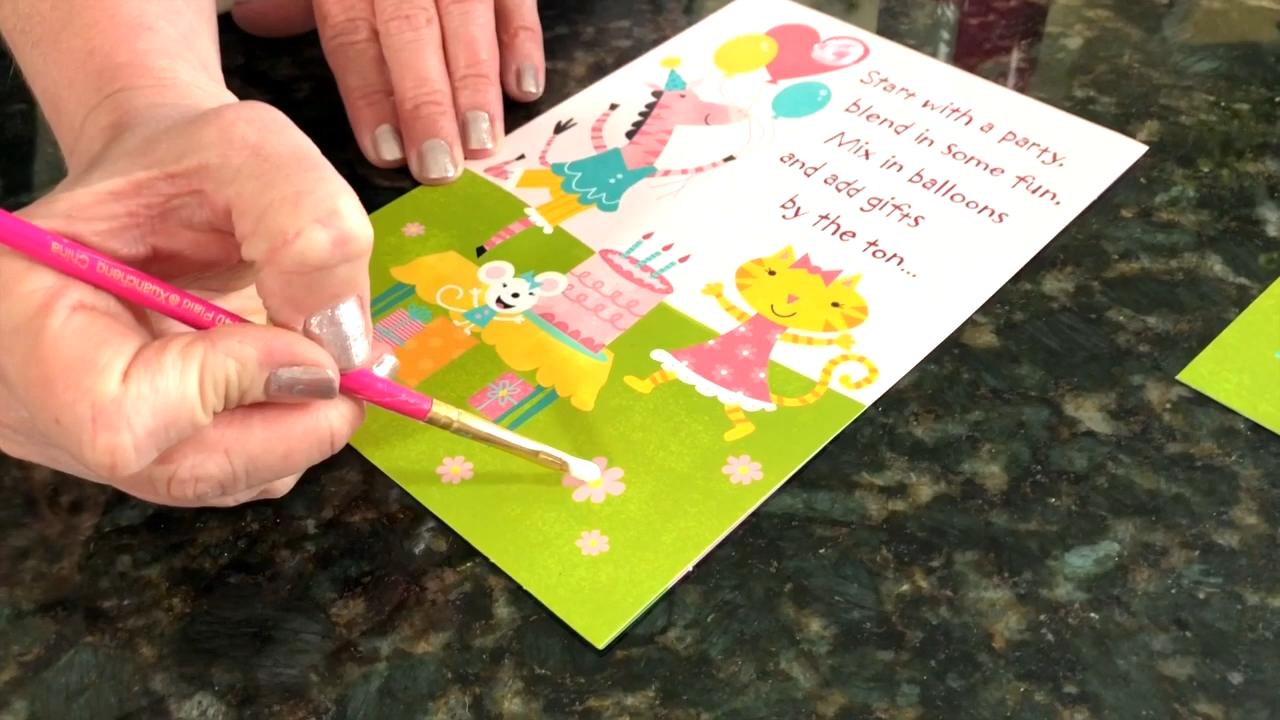 Start with a party,
blend in some fun.
Mix in balloons
and add gifts
by the ton...
Plaid ® Xuancheng, China